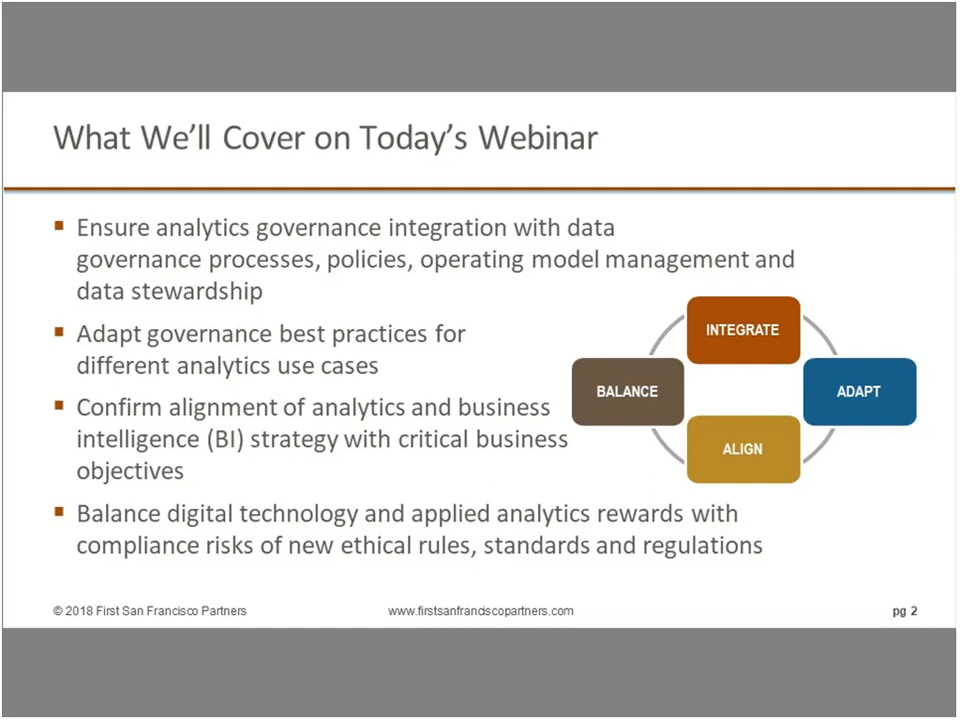 What We’ll Cover on Today’s Webinar
▪ Ensure analytics governance integration with data
governance processes, policies, operating model management and
data stewardship
▪ Adapt governance best practices for
different analytics use cases
▪ Confirm alignment of analytics and business
intelligence (BI) strategy with critical business
objectives
▪ Balance digital technology and applied analytics rewards with
compliance risks of new ethical rules, standards and regulations
INTEGRATE
BALANCE
ADAPT
ALIGN
© 2018 First San Francisco Partners
www.firstsanfranciscopartners.com
pg 2